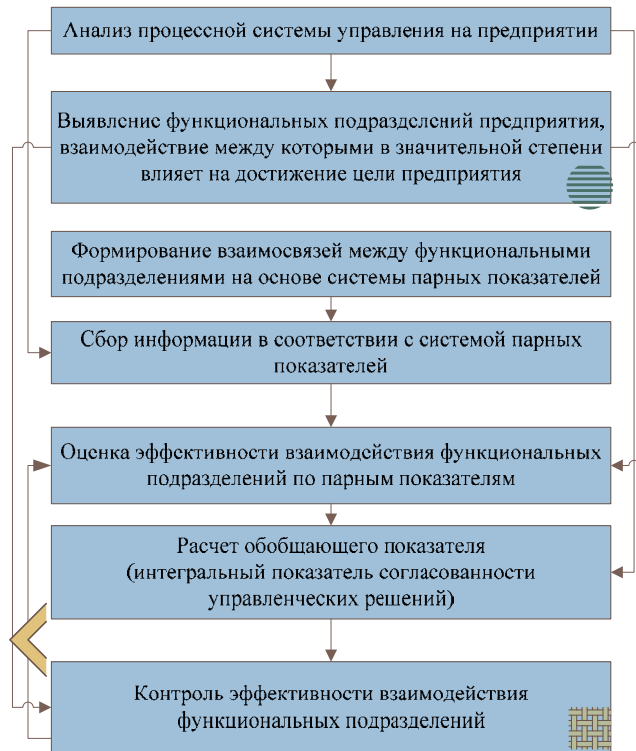 Анализ процессной системы управления на предприятии
Выявление функциональных подразделений предприятия,
взаимодействие между которыми в значительной степени
влияет на достижение цели предприятия
Формирование взаимосвязей между функциональными
подразделениями на основе системы парных показателей
Сбор информации в соответствии с системой парных
показателей
Оценка эффективности взаимодействия функциональных
подразделений по парным показателям
Расчет обобщающего показателя
(интегральный показатель согласованности
управленческих решений)
Контроль эффективности взаимодействия
функциональных подразделений